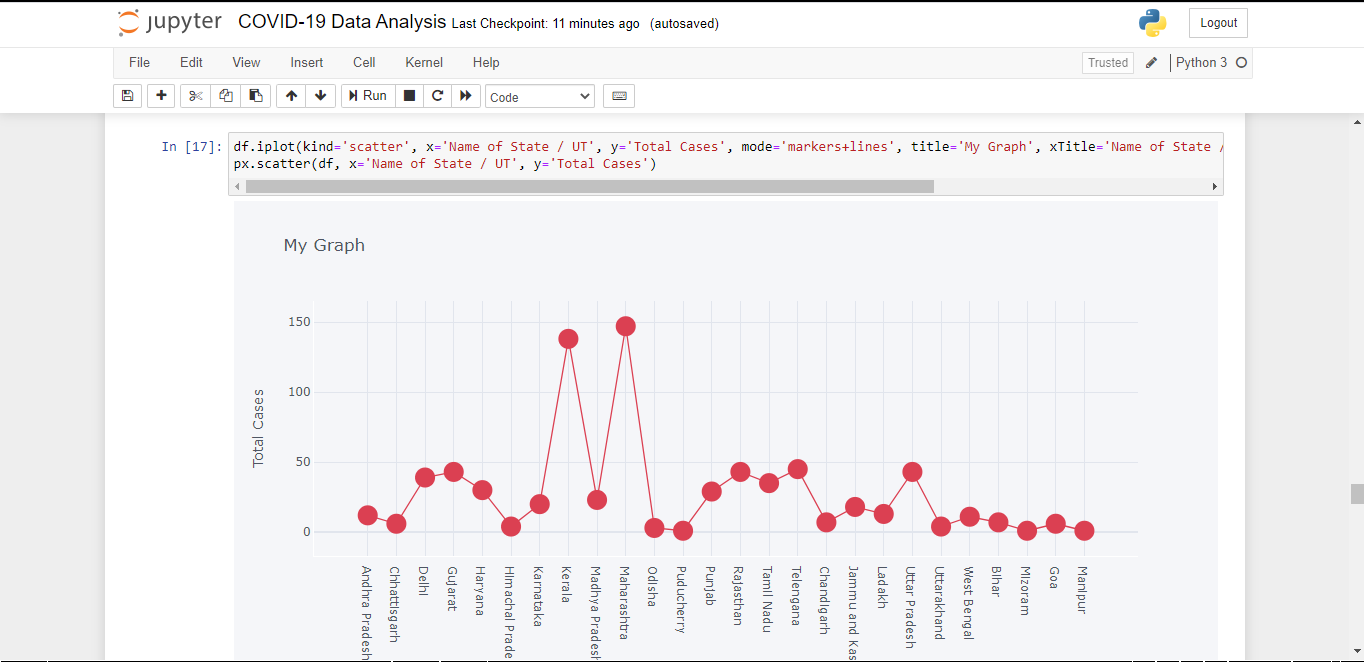 jupyter COVID-19 Data Analysis Last Checkpoint: 11 minutes ago (autosaved) Logout
File Edit View Insert Cell Kernel Help Trusted Python 3
Run Code
In [17]: df.iplot(kind='scatter', x='Name of State / UT', y='Total Cases', mode='markers+lines', title='My Graph', xTitle='Name of State /
px.scatter(df, x='Name of State / UT', y='Total Cases')
My Graph
150
100
50
0
Total Cases
Andhra Pradesh
Chhattisgarh
Delhi
Gujarat
Haryana
Himachal Prade
Karnataka
Kerala
Madhya Pradesh
Maharashtra
Odisha
Puducherry
Punjab
Rajasthan
Tamil Nadu
Telengana
Chandigarh
Jammu and Kas
Ladakh
Uttar Pradesh
Uttarakhand
West Bengal
Bihar
Mizoram
Goa
Manipur